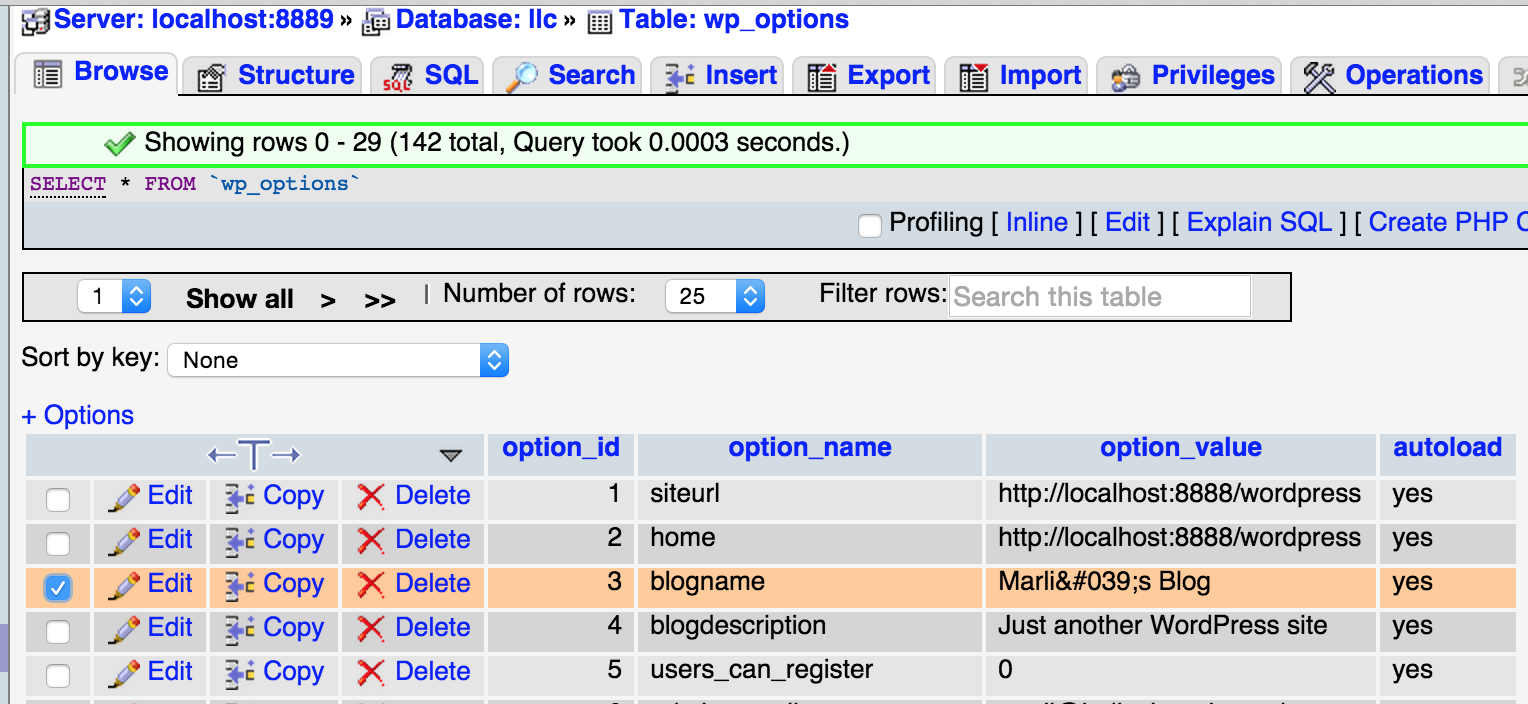 Server: localhost:8889 » Database: llc » Table: wp_options
Browse Structure SQL Search Insert Export Import Privileges Operations
Showing rows 0 - 29 (142 total, Query took 0.0003 seconds.)
SELECT * FROM `wp_options`
Profiling [ Inline ] [ Edit ] [ Explain SQL ] [ Create PHP
1 Show all > >> | Number of rows: 25 Filter rows: Search this table
Sort by key: None
+ Options
←T→ option_id option_name option_value autoload
Edit Copy Delete 1 siteurl http://localhost:8888/wordpress yes
Edit Copy Delete 2 home http://localhost:8888/wordpress yes
Edit Copy Delete 3 blogname Marli&#039;s Blog yes
Edit Copy Delete 4 blogdescription Just another WordPress site yes
Edit Copy Delete 5 users_can_register 0 yes